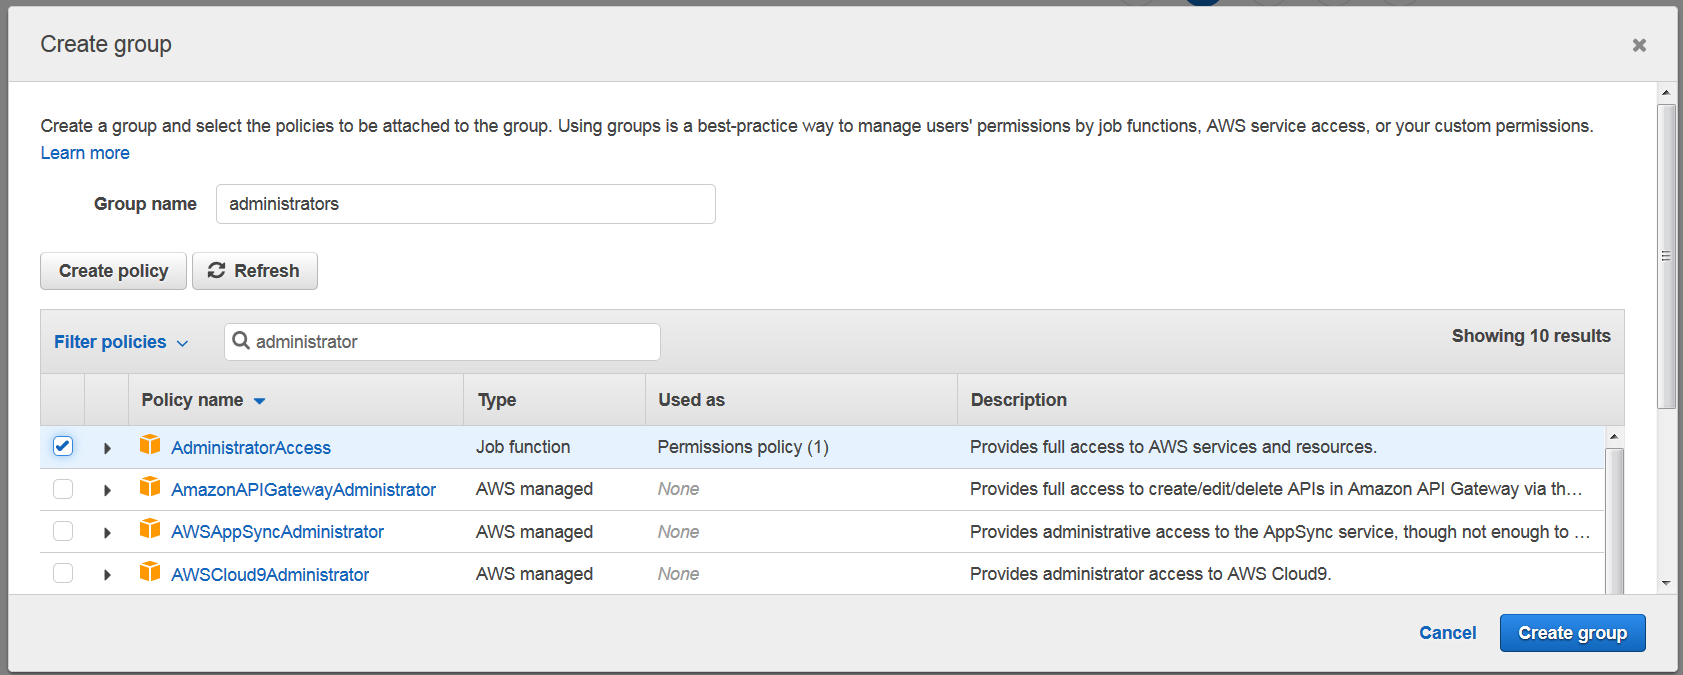 Create group
Create a group and select the policies to be attached to the group. Using groups is a best-practice way to manage users' permissions by job functions, AWS service access, or your custom permissions.
Learn more
Group name administrators
Create policy Refresh
Filter policies administrator Showing 10 results
Policy name Type Used as Description
AdministratorAccess Job function Permissions policy (1) Provides full access to AWS services and resources.
AmazonAPIGatewayAdministrator AWS managed None Provides full access to create/edit/delete APIs in Amazon API Gateway via th…
AWSAppSyncAdministrator AWS managed None Provides administrative access to the AppSync service, though not enough to …
AWSCloud9Administrator AWS managed None Provides administrator access to AWS Cloud9.
Cancel Create group